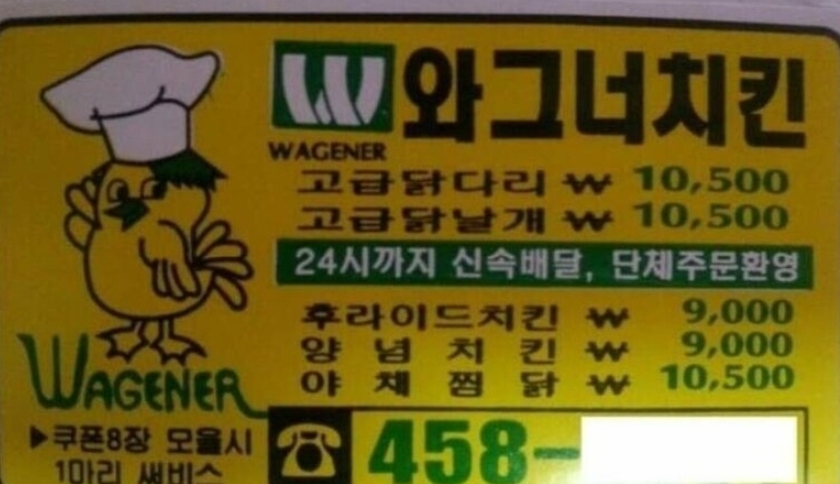 W 와그너치킨
WAGENER
고급닭다리 ₩ 10,500
고급닭날개 ₩ 10,500
24시까지 신속배달, 단체주문환영
후라이드치킨 ₩ 9,000
양념치킨 ₩ 9,000
야채찜닭 ₩ 10,500
WAGENER
▶쿠폰8장 모을시
1마리 써비스
☎ 458-